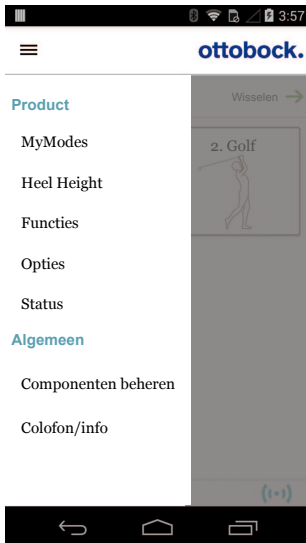 3:57
ottobock.
Product
Wisselen
MyModes
2. Golf
Heel Height
Functies
Opties
Status
Algemeen
Componenten beheren
Colofon/info